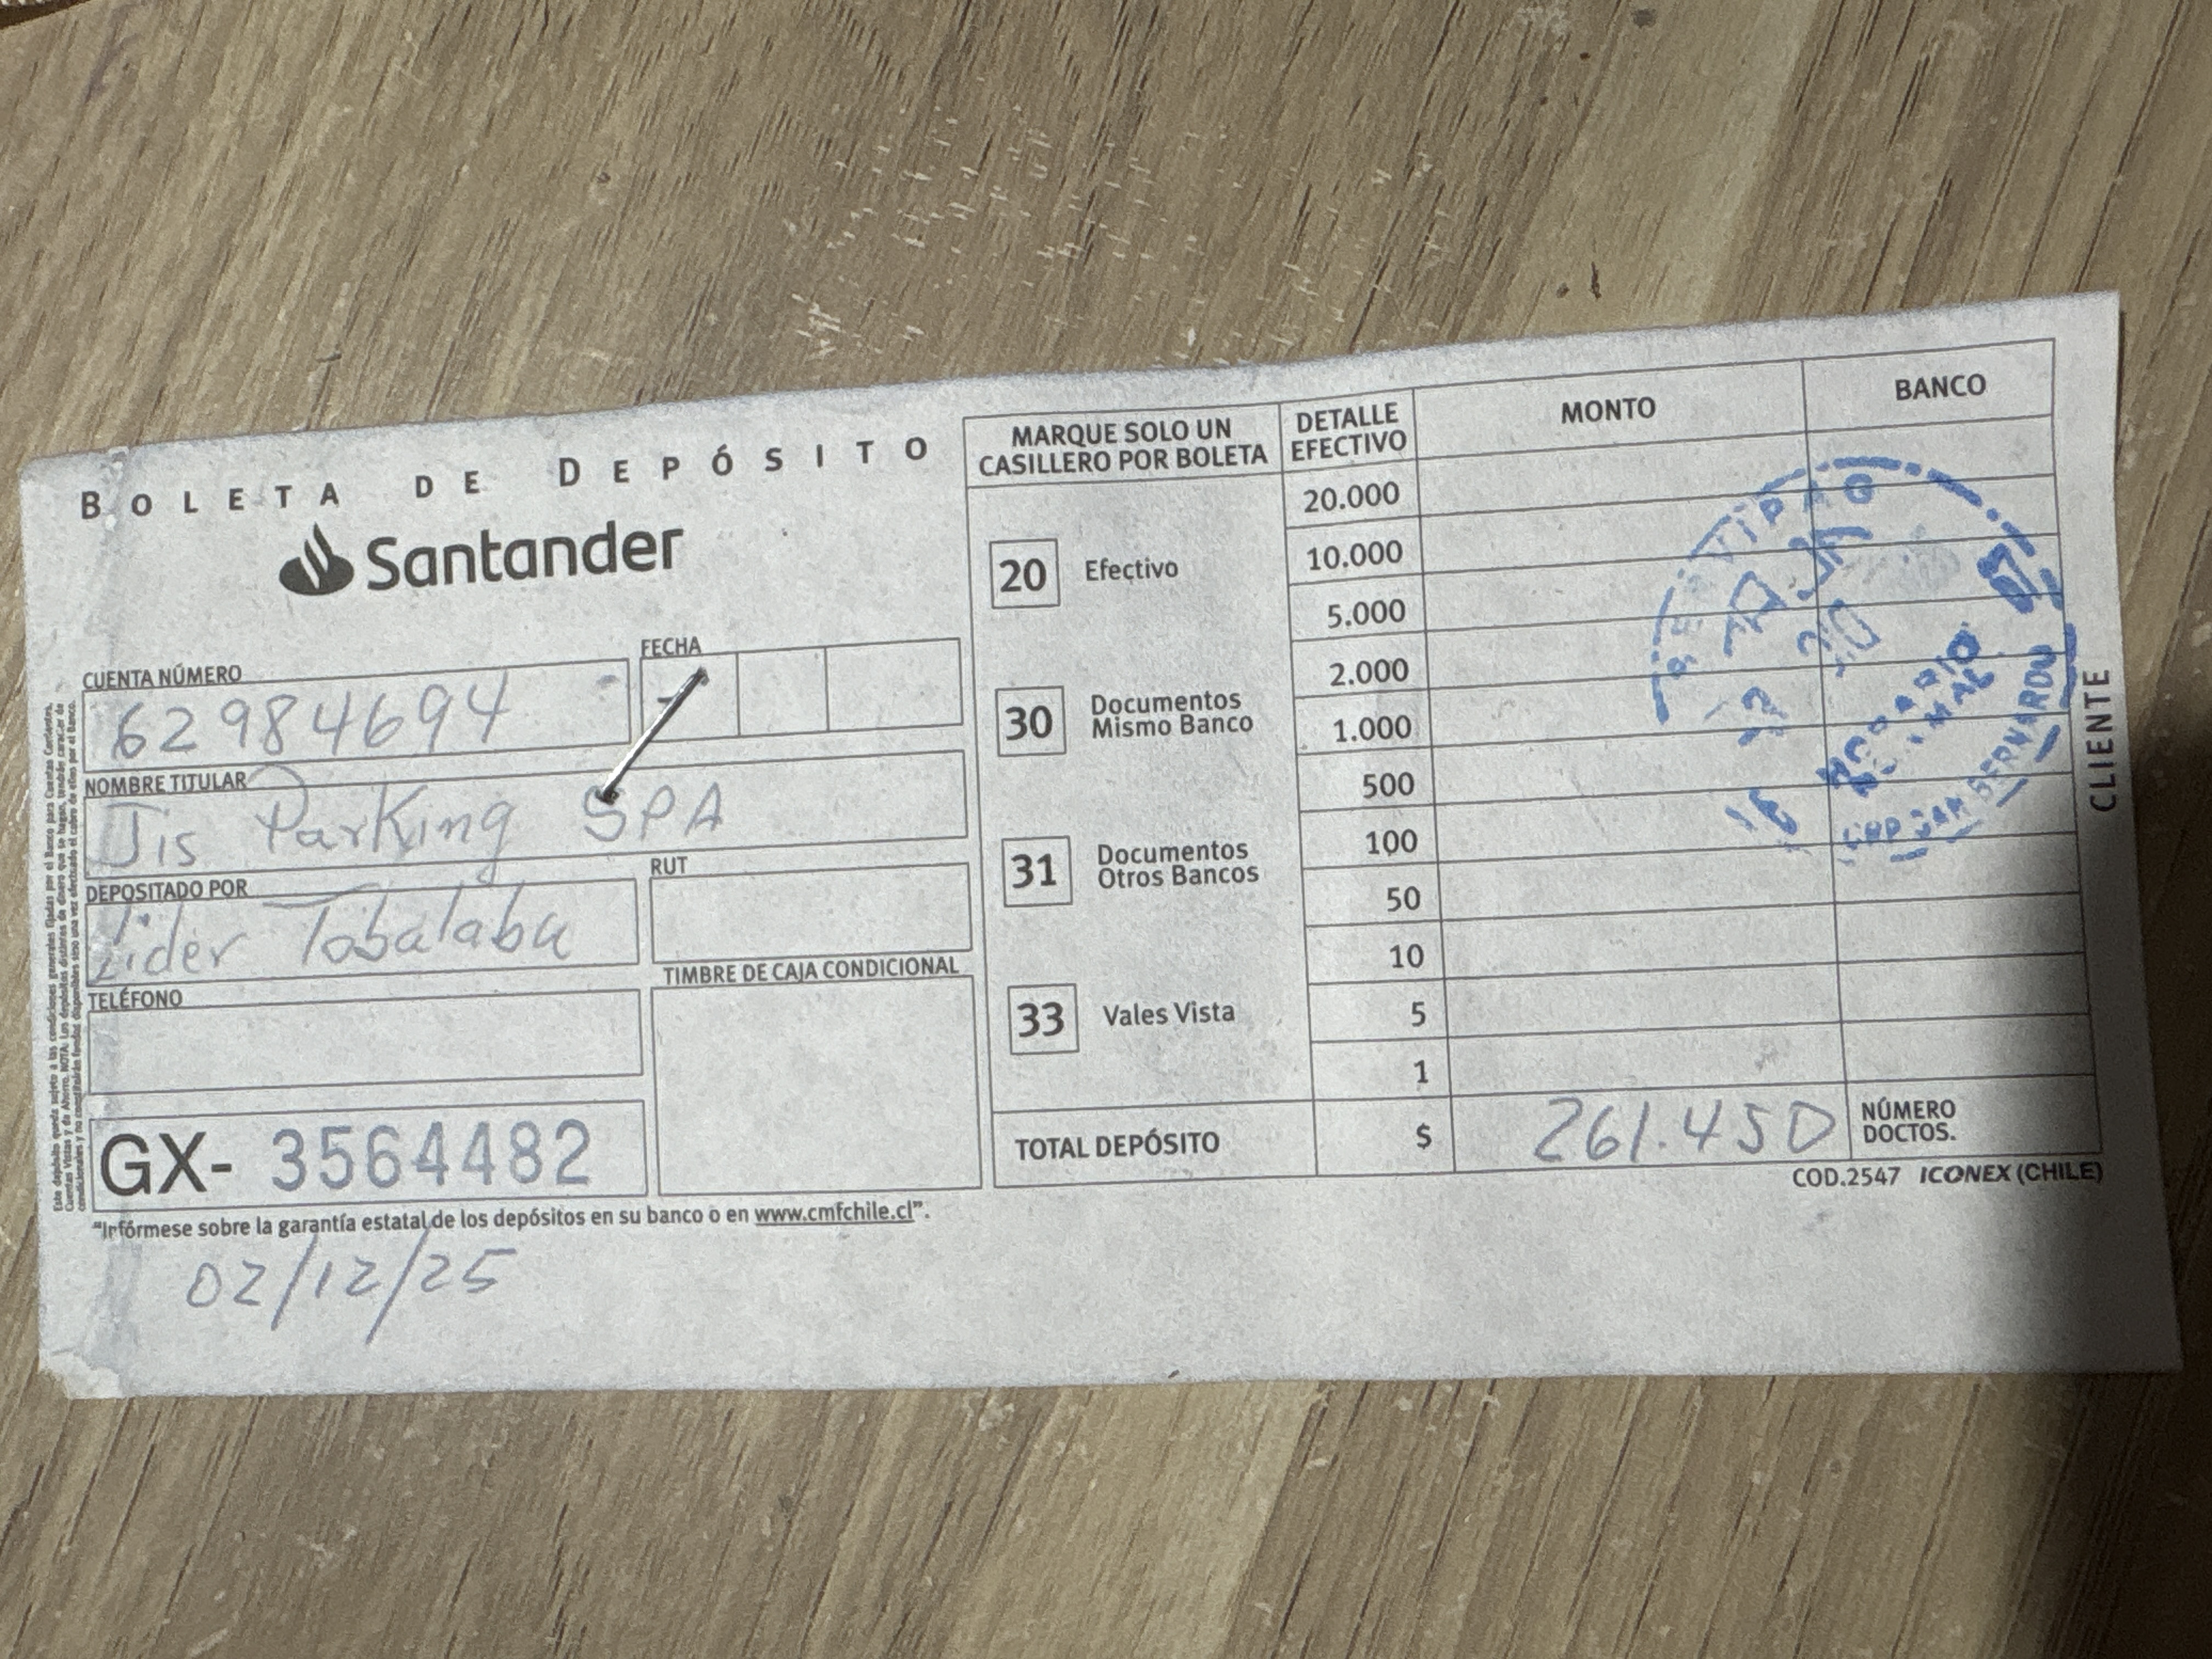 BOLETA DE DEPÓSITO
Santander
CUENTA NÚMERO
62984694
FECHA
NOMBRE TITULAR
Jis Parking SPA
DEPOSITADO POR
Lider Tobalaba
RUT
TELÉFONO
TIMBRE DE CAJA CONDICIONAL
GX- 3564482
"Infórmese sobre la garantía estatal de los depósitos en su banco o en www.cmfchile.cl".
02/12/25
MARQUE SOLO UN
CASILLERO POR BOLETA
20 Efectivo
30 Documentos
Mismo Banco
31 Documentos
Otros Bancos
33 Vales Vista
DETALLE
EFECTIVO
MONTO
BANCO
20.000
10.000
5.000
2.000
1.000
500
100
50
10
5
1
TOTAL DEPÓSITO $ 261.450
NÚMERO
DOCTOS.
COD.2547 ICONEX (CHILE)
CLIENTE
SAN BERNARDO